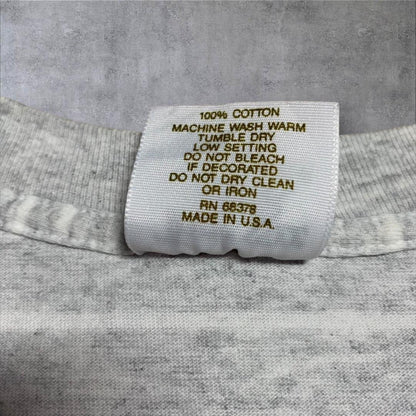 100% COTTON
MACHINE WASH WARM
TUMBLE DRY
LOW SETTING
DO NOT BLEACH
IF DECORATED
DO NOT DRY CLEAN
OR IRON
RN 68378
MADE IN U.S.A.